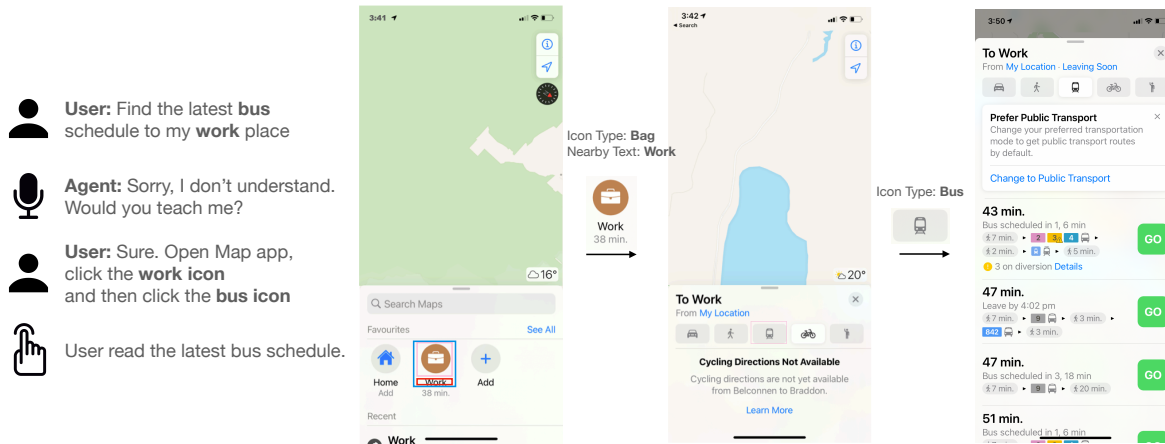 User: Find the latest bus
schedule to my work place
Agent: Sorry, I don't understand.
Would you teach me?
User: Sure. Open Map app,
click the work icon
and then click the bus icon
User read the latest bus schedule.
3:41
16°
Search Maps
Favourites
See All
Home
Add
Work
38 min.
Add
Recent
Work
Icon Type: Bag
Nearby Text: Work
Work
38 min.
3:42
Search
20°
To Work
From My Location
Cycling Directions Not Available
Cycling directions are not yet available
from Belconnen to Braddon.
Learn More
Icon Type: Bus
3:50
To Work
From My Location · Leaving Soon
Prefer Public Transport
Change your preferred transportation
mode to get public transport routes
by default.
Change to Public Transport
43 min.
Bus scheduled in 1, 6 min
7 min. 2 3 4
2 min. 5 min.
3 on diversion Details
GO
47 min.
Leave by 4:02 pm
7 min. 9 3 min.
842 3 min.
GO
47 min.
Bus scheduled in 3, 18 min
7 min. 9 20 min.
GO
51 min.
Bus scheduled in 1, 6 min